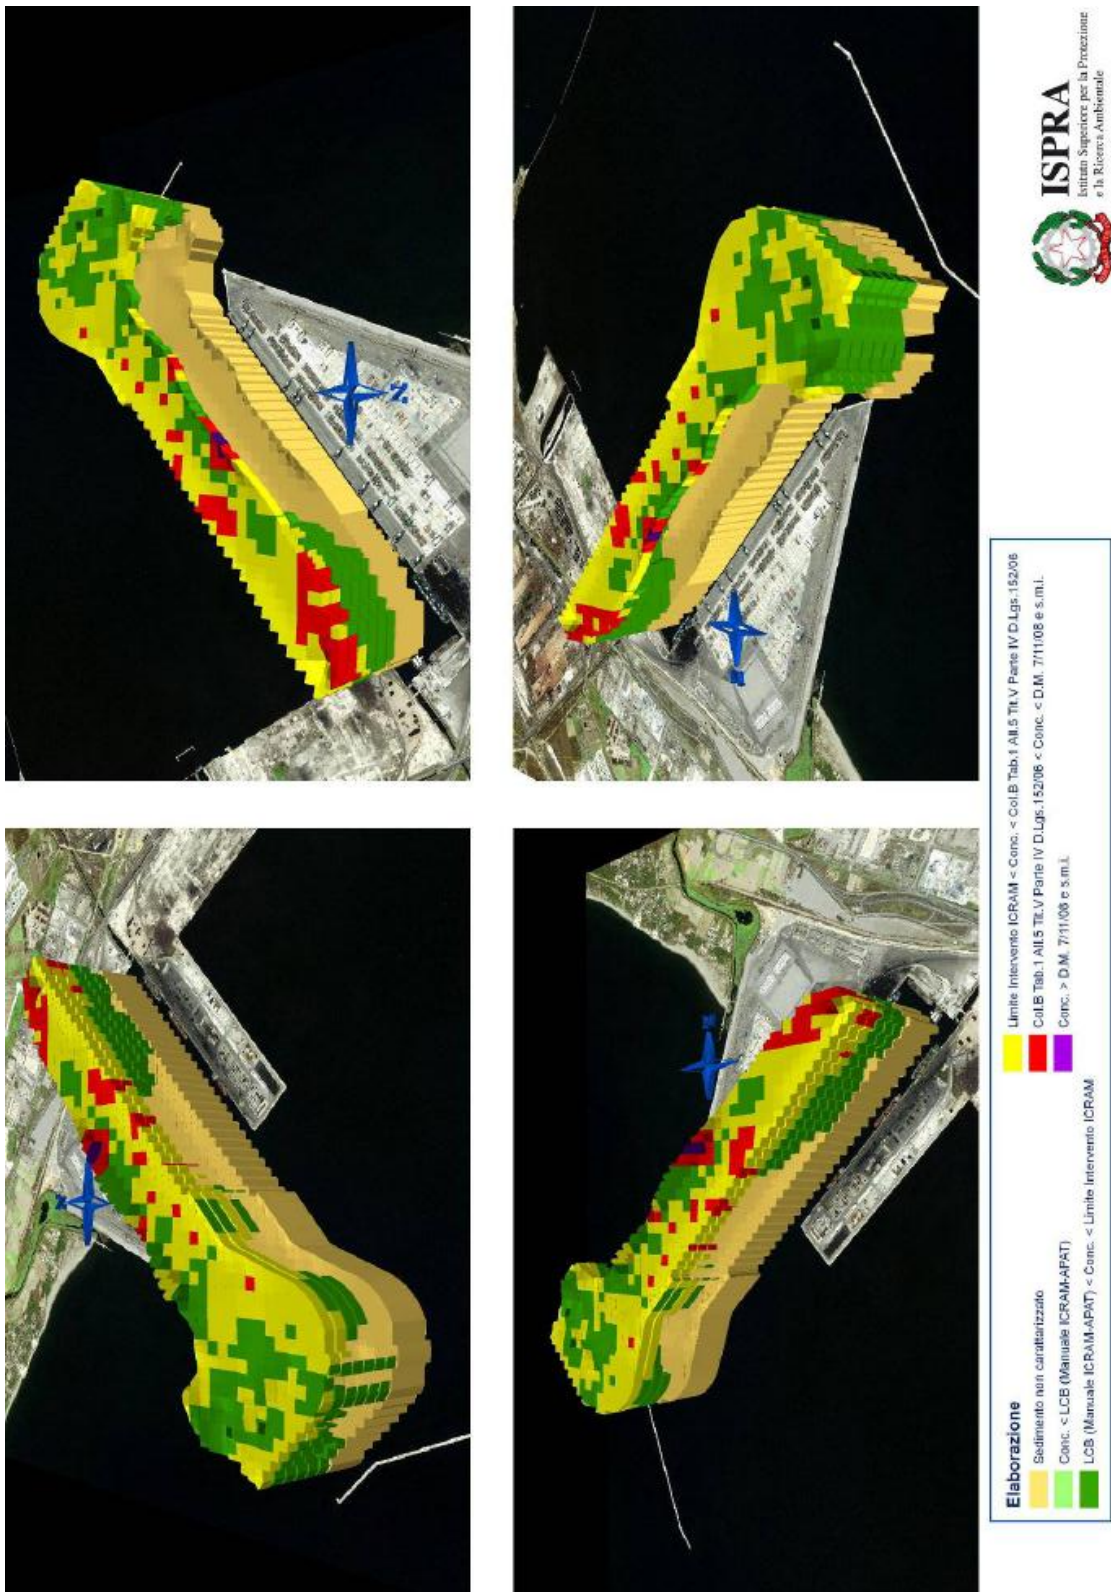 ISPRA
Istituto Superiore per la Protezione
e la Ricerca Ambientale
Elaborazione
Sedimento non caratterizzato
Conc. < LCB (Manuale ICRAM-APAT)
LCB (Manuale ICRAM-APAT) < Conc. < Limite Intervento ICRAM
Limite Intervento ICRAM < Conc. < Col.B Tab.1 All.5 Tit.V Parte IV D.Lgs.152/06
Col.B Tab.1 All.5 Tit.V Parte IV D.Lgs.152/06 < Conc. < D.M. 7/11/08 e s.m.i.
Conc. > D.M. 7/11/08 e s.m.i.